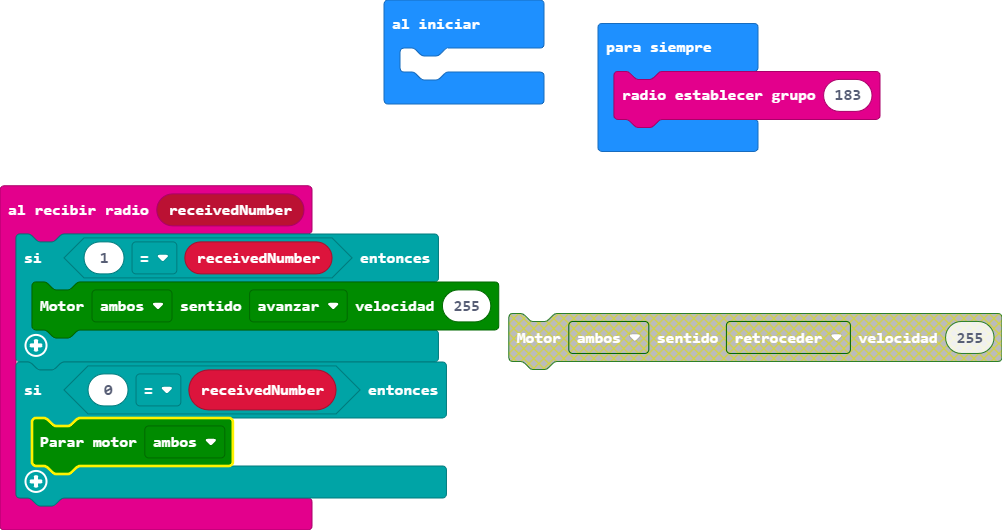 al iniciar
para siempre
radio establecer grupo 183
al recibir radio receivedNumber
si 1 = receivedNumber entonces
Motor ambos sentido avanzar velocidad 255
Motor ambos sentido retroceder velocidad 255
si 0 = receivedNumber entonces
Parar motor ambos